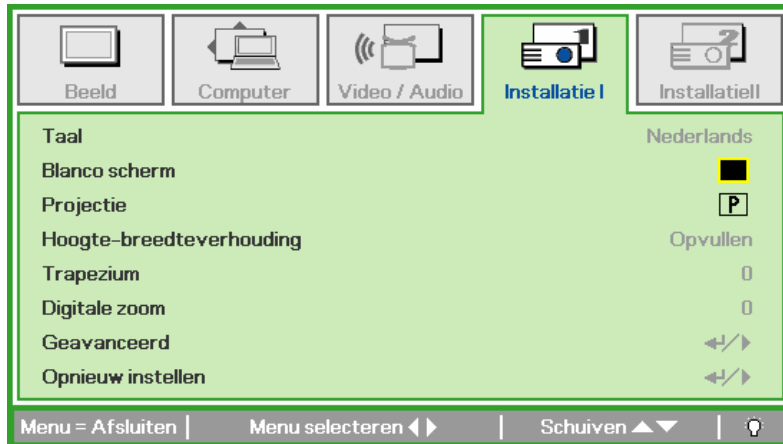 Beeld Computer Video / Audio Installatie I InstallatieII
Taal Nederlands
Blanco scherm
Projectie P
Hoogte-breedteverhouding Opvullen
Trapezium 0
Digitale zoom 0
Geavanceerd
Opnieuw instellen
Menu = Afsluiten Menu selecteren Schuiven